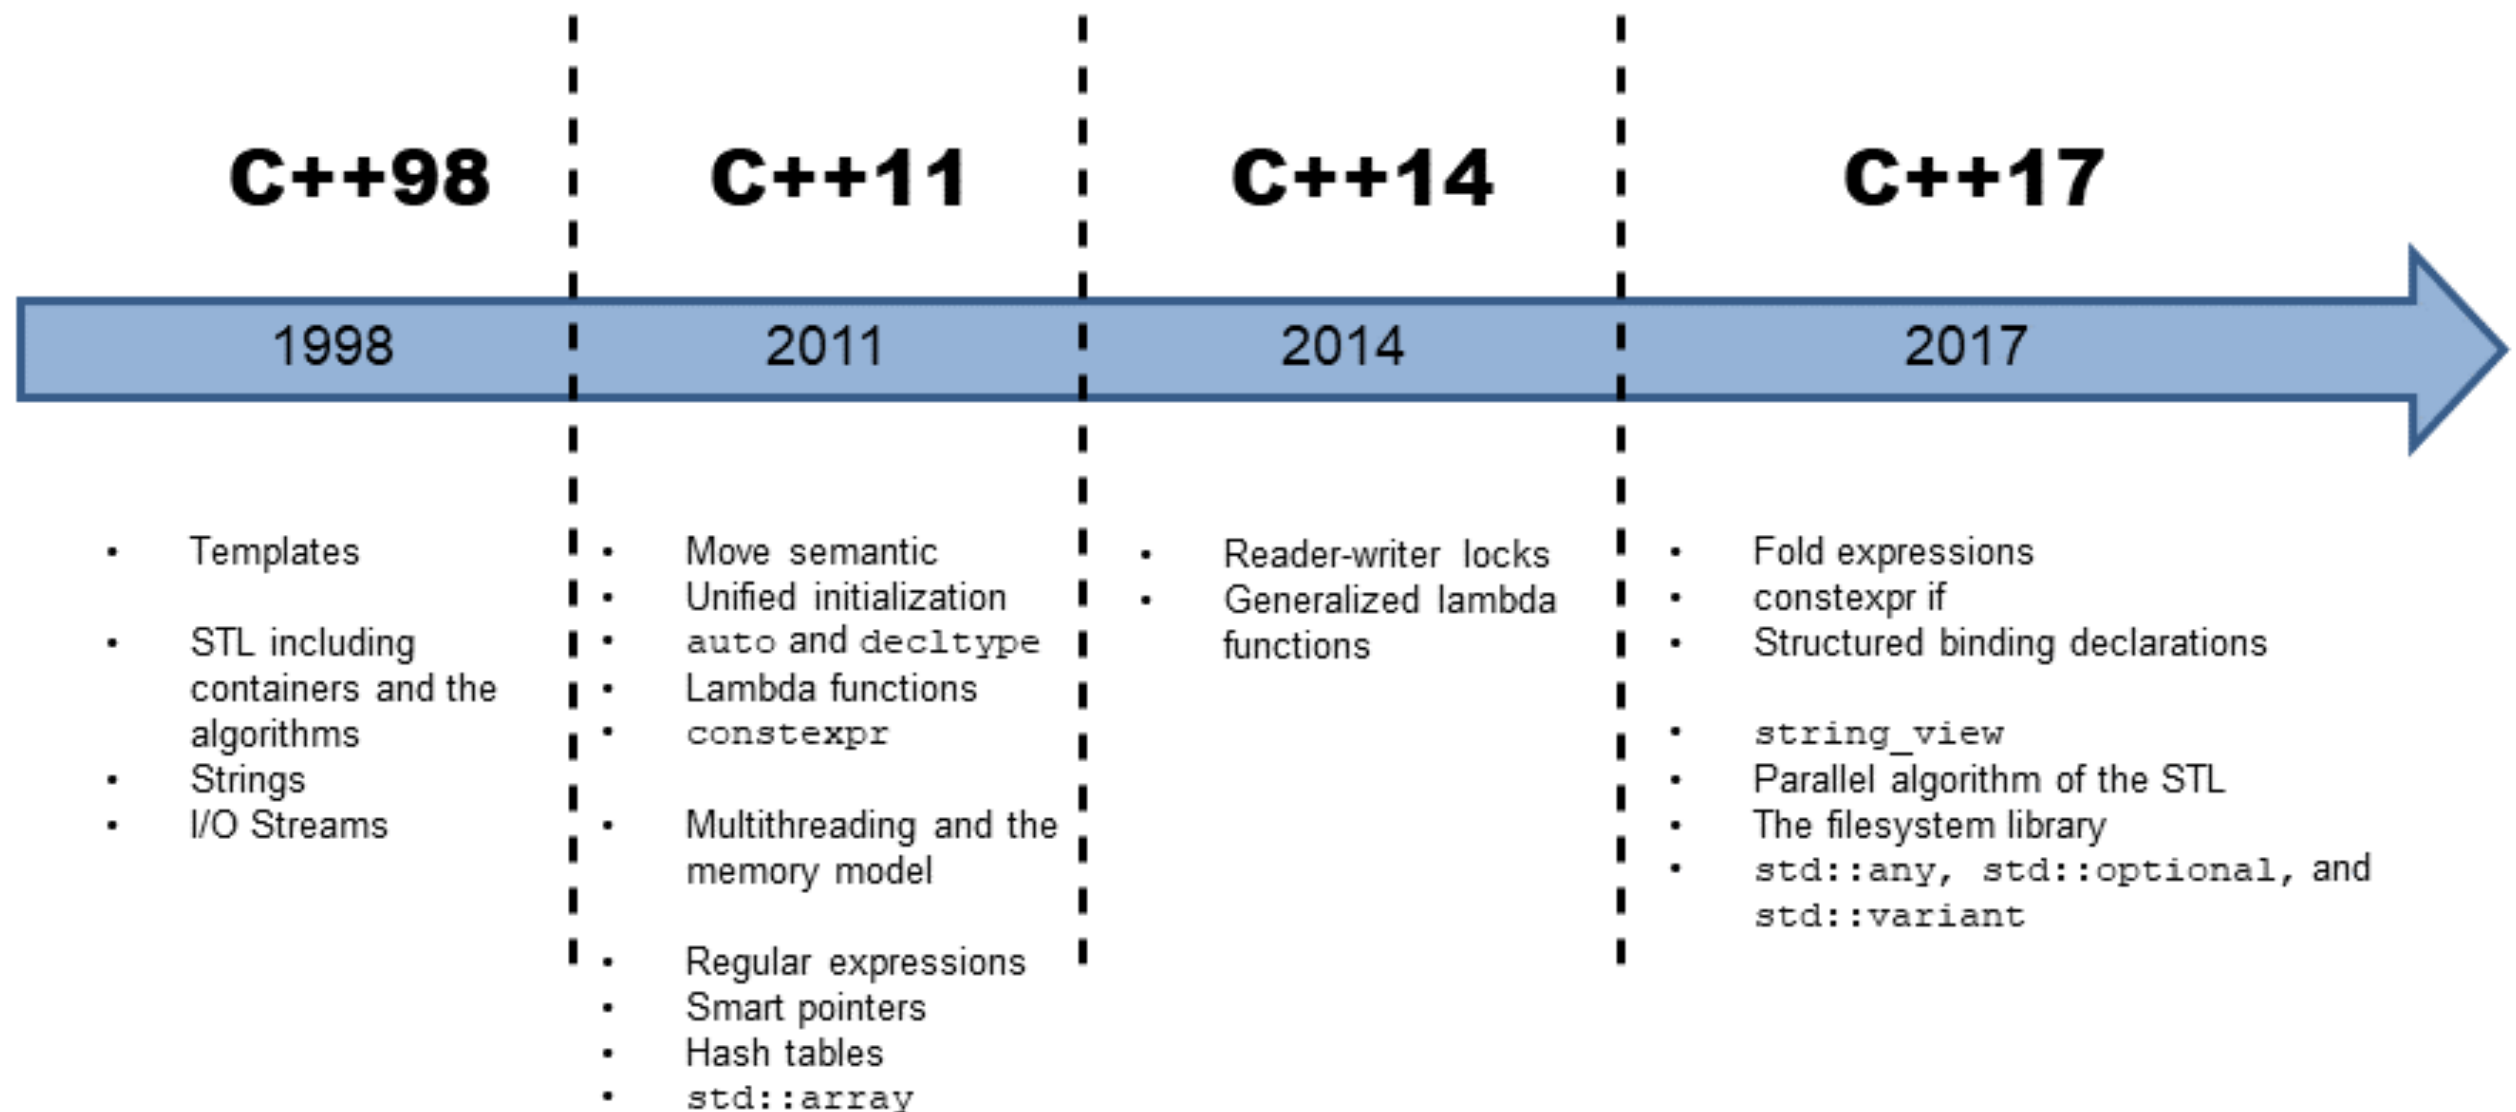 C++98
C++11
C++14
C++17
1998
2011
2014
2017
• Templates
• STL including
containers and the
algorithms
• Strings
• I/O Streams
• Move semantic
• Unified initialization
• auto and decltype
• Lambda functions
• constexpr
• Multithreading and the
memory model
• Regular expressions
• Smart pointers
• Hash tables
• std::array
• Reader-writer locks
• Generalized lambda
functions
• Fold expressions
• constexpr if
• Structured binding declarations
• string_view
• Parallel algorithm of the STL
• The filesystem library
• std::any, std::optional, and
std::variant